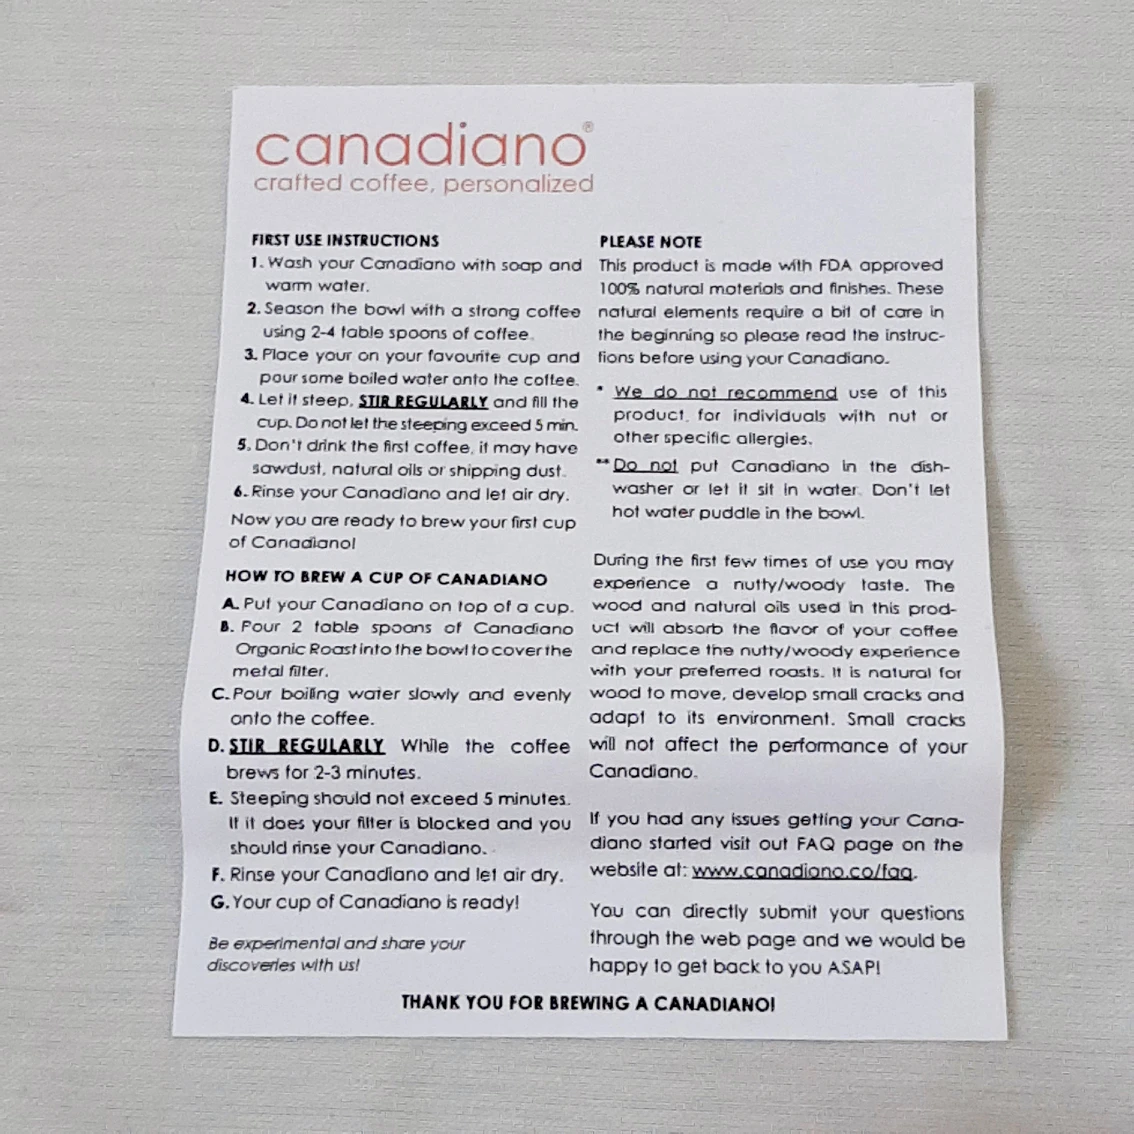 canadiano®
crafted coffee, personalized
FIRST USE INSTRUCTIONS
1. Wash your Canadiano with soap and
warm water.
2. Season the bowl with a strong coffee
using 2-4 table spoons of coffee.
3. Place your on your favourite cup and
pour some boiled water onto the coffee.
4. Let it steep, STIR REGULARLY and fill the
cup. Do not let the steeping exceed 5 min.
5. Don't drink the first coffee, it may have
sawdust, natural oils or shipping dust.
6. Rinse your Canadiano and let air dry.
Now you are ready to brew your first cup
of Canadiano!
HOW TO BREW A CUP OF CANADIANO
A. Put your Canadiano on top of a cup.
B. Pour 2 table spoons of Canadiano
Organic Roast into the bowl to cover the
metal filter.
C. Pour boiling water slowly and evenly
onto the coffee.
D. STIR REGULARLY While the coffee
brews for 2-3 minutes.
E. Steeping should not exceed 5 minutes.
If it does your filter is blocked and you
should rinse your Canadiano.
F. Rinse your Canadiano and let air dry.
G. Your cup of Canadiano is ready!
Be experimental and share your
discoveries with us!
PLEASE NOTE
This product is made with FDA approved
100% natural materials and finishes. These
natural elements require a bit of care in
the beginning so please read the instruc-
tions before using your Canadiano.
* We do not recommend use of this
product, for individuals with nut or
other specific allergies.
** Do not put Canadiano in the dish-
washer or let it sit in water. Don't let
hot water puddle in the bowl.
During the first few times of use you may
experience a nutty/woody taste. The
wood and natural oils used in this prod-
uct will absorb the flavor of your coffee
and replace the nutty/woody experience
with your preferred roasts. It is natural for
wood to move, develop small cracks and
adapt to its environment. Small cracks
will not affect the performance of your
Canadiano.
If you had any issues getting your Cana-
diano started visit out FAQ page on the
website at: www.canadiano.co/faq.
You can directly submit your questions
through the web page and we would be
happy to get back to you ASAP!
THANK YOU FOR BREWING A CANADIANO!